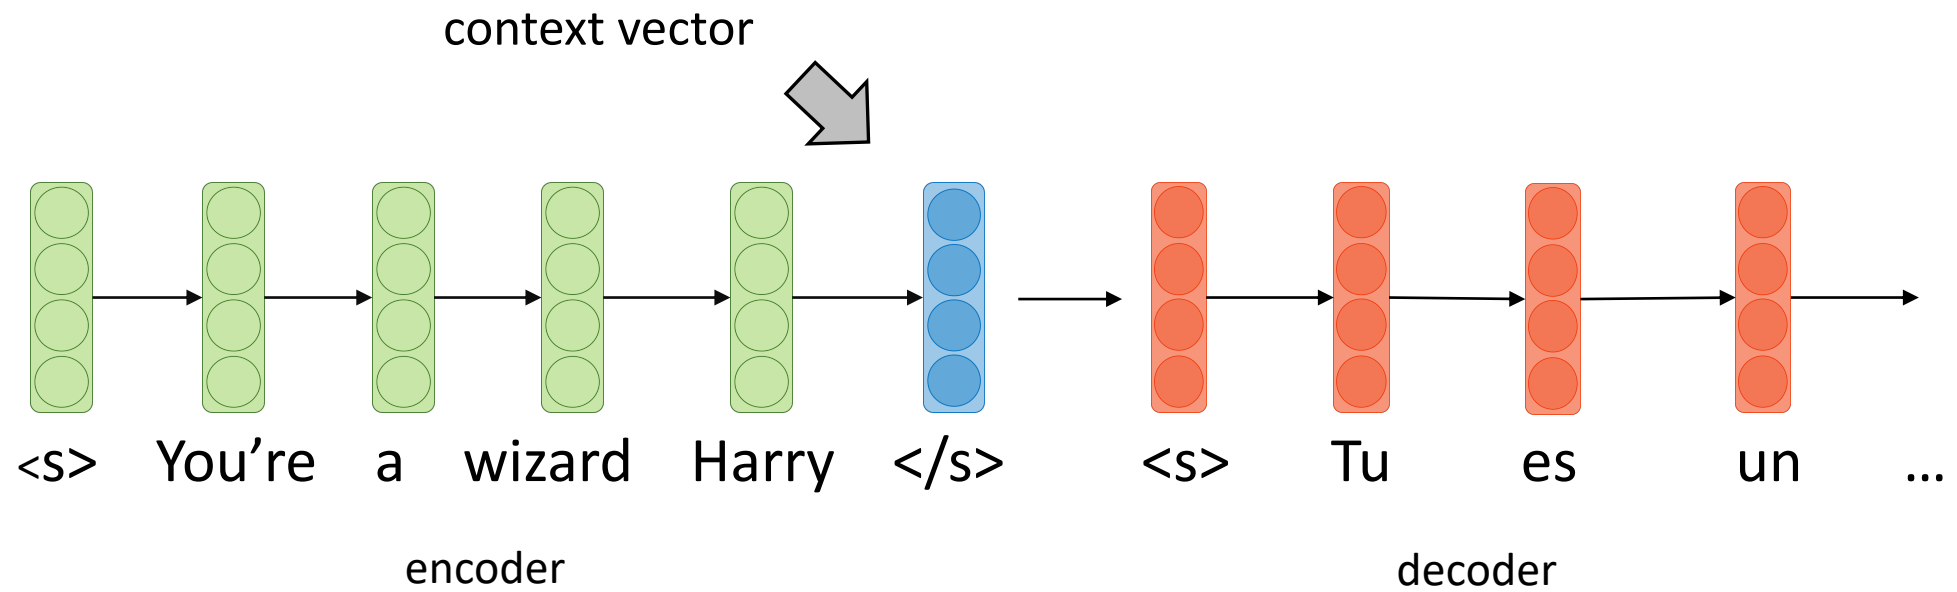 context vector
<s> You’re a wizard Harry </s> <s> Tu es un ...
encoder decoder